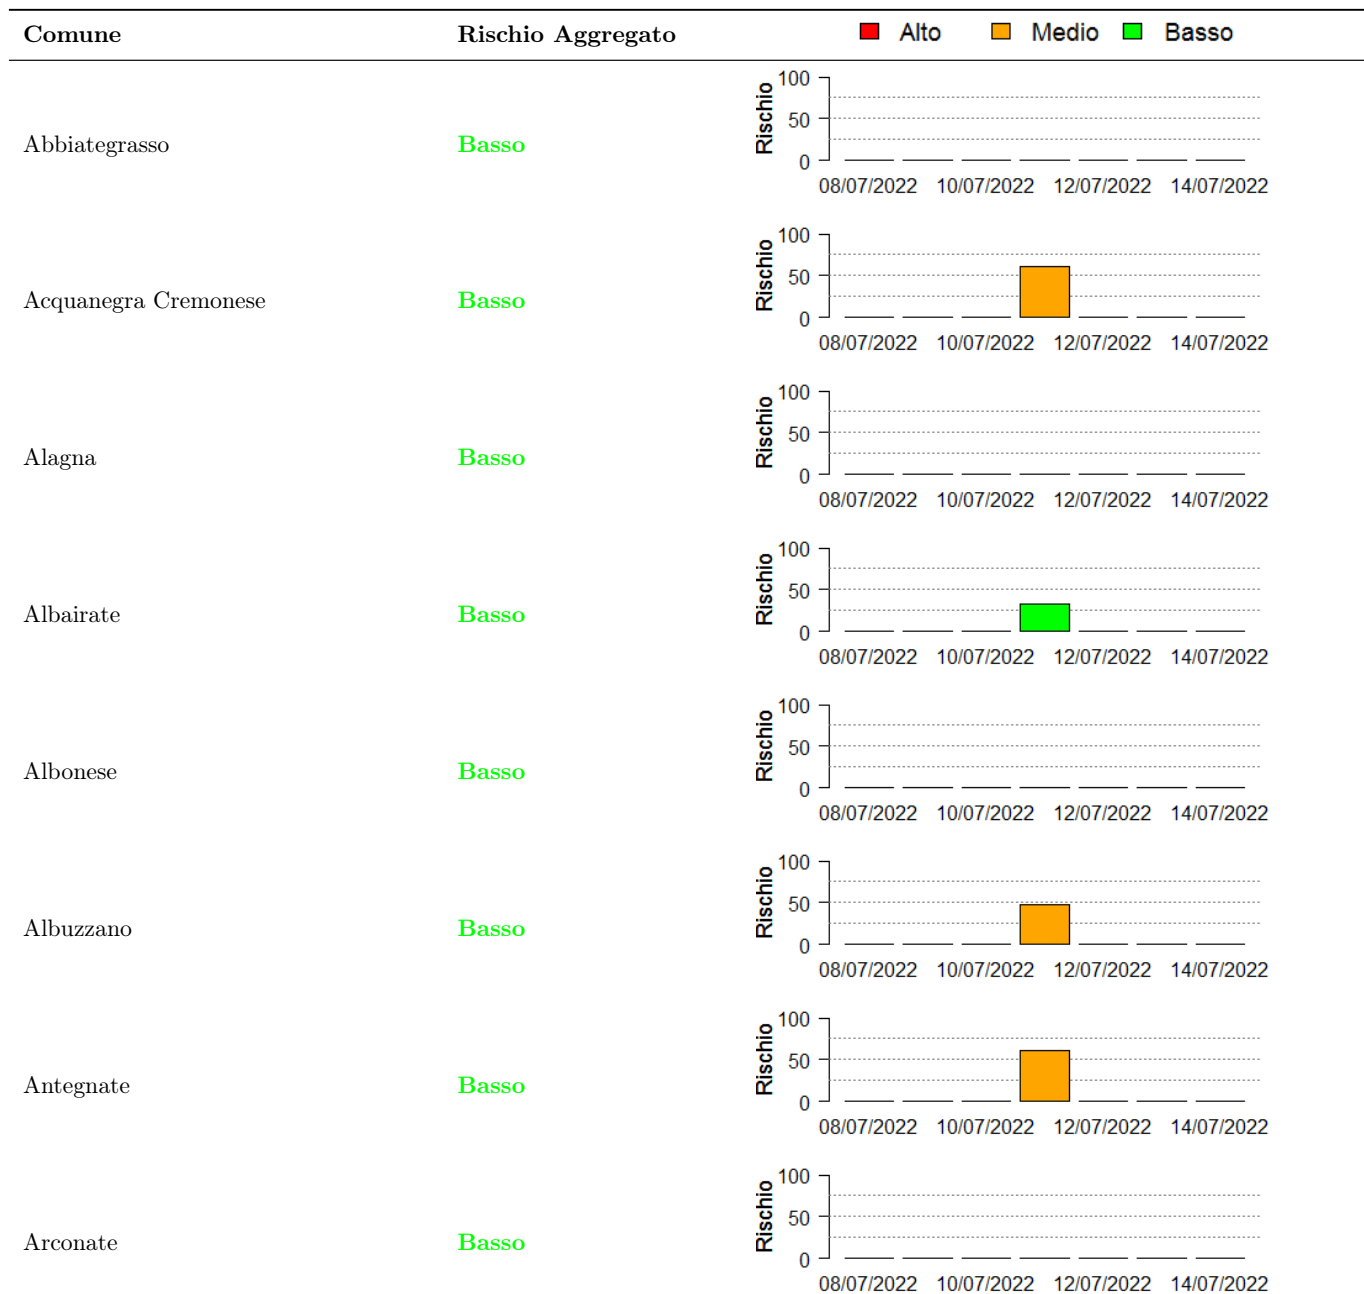 Comune Rischio Aggregato Alto Medio Basso
Abbiategrasso Basso
Rischio
100
50
0
08/07/2022 10/07/2022 12/07/2022 14/07/2022
Acquanegra Cremonese Basso
Rischio
100
50
0
08/07/2022 10/07/2022 12/07/2022 14/07/2022
Alagna Basso
Rischio
100
50
0
08/07/2022 10/07/2022 12/07/2022 14/07/2022
Albairate Basso
Rischio
100
50
0
08/07/2022 10/07/2022 12/07/2022 14/07/2022
Albonese Basso
Rischio
100
50
0
08/07/2022 10/07/2022 12/07/2022 14/07/2022
Albuzzano Basso
Rischio
100
50
0
08/07/2022 10/07/2022 12/07/2022 14/07/2022
Antegnate Basso
Rischio
100
50
0
08/07/2022 10/07/2022 12/07/2022 14/07/2022
Arconate Basso
Rischio
100
50
0
08/07/2022 10/07/2022 12/07/2022 14/07/2022